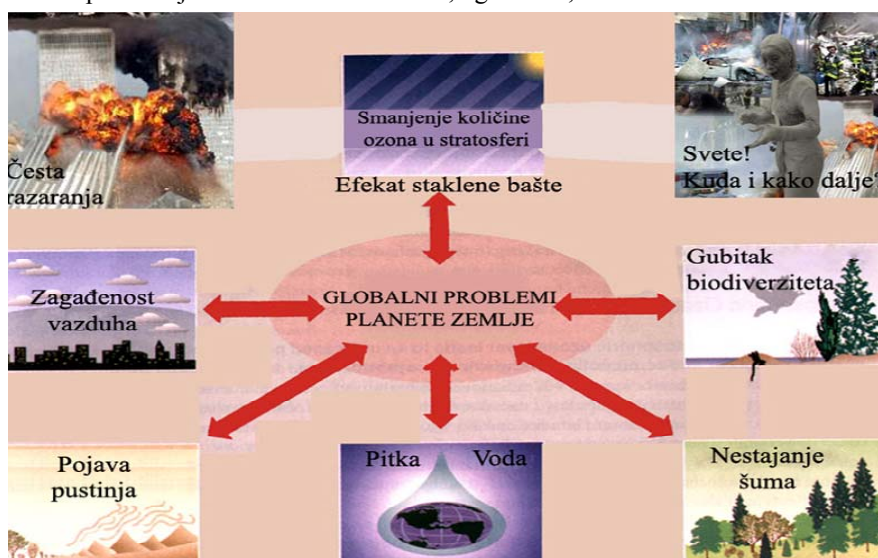 Česta
razaranja
Smanjenje količine
ozona u stratosferi
Efekat staklene bašte
Svete!
Kuda i kako dalje?
Zagađenost
vazduha
GLOBALNI PROBLEMI
PLANETE ZEMLJE
Gubitak
biodiverziteta
Pojava
pustinja
Pitka Voda
Nestajanje
šuma